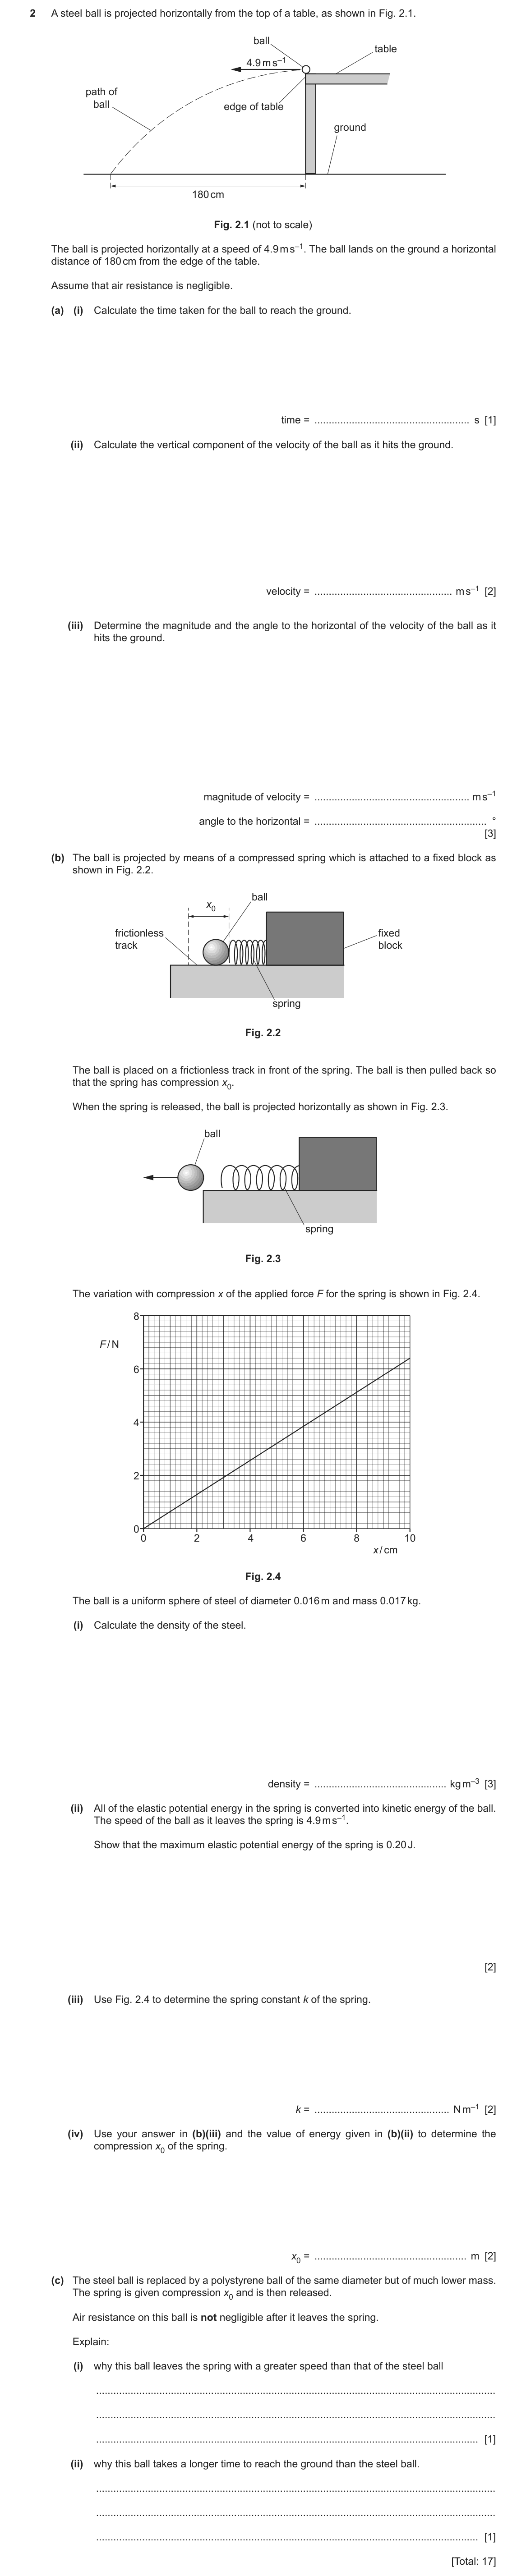 2 A steel ball is projected horizontally from the top of a table, as shown in Fig. 2.1.
ball
table
4.9 m s⁻¹
path of
ball
edge of table
ground
180 cm
Fig. 2.1 (not to scale)
The ball is projected horizontally at a speed of 4.9 m s⁻¹. The ball lands on the ground a horizontal
distance of 180 cm from the edge of the table.
Assume that air resistance is negligible.
(a) (i) Calculate the time taken for the ball to reach the ground.
time = ...................................................... s [1]
(ii) Calculate the vertical component of the velocity of the ball as it hits the ground.
velocity = ................................................ m s⁻¹ [2]
(iii) Determine the magnitude and the angle to the horizontal of the velocity of the ball as it
hits the ground.
magnitude of velocity = ...................................................... m s⁻¹
angle to the horizontal = ............................................................ °
[3]
(b) The ball is projected by means of a compressed spring which is attached to a fixed block as
shown in Fig. 2.2.
x₀
ball
frictionless
track
fixed
block
spring
Fig. 2.2
The ball is placed on a frictionless track in front of the spring. The ball is then pulled back so
that the spring has compression x₀.
When the spring is released, the ball is projected horizontally as shown in Fig. 2.3.
ball
spring
Fig. 2.3
The variation with compression x of the applied force F for the spring is shown in Fig. 2.4.
8
F / N
6
4
2
0
0 2 4 6 8 10
x / cm
Fig. 2.4
The ball is a uniform sphere of steel of diameter 0.016 m and mass 0.017 kg.
(i) Calculate the density of the steel.
density = .............................................. kg m⁻³ [3]
(ii) All of the elastic potential energy in the spring is converted into kinetic energy of the ball.
The speed of the ball as it leaves the spring is 4.9 m s⁻¹.
Show that the maximum elastic potential energy of the spring is 0.20 J.
[2]
(iii) Use Fig. 2.4 to determine the spring constant k of the spring.
k = .............................................. N m⁻¹ [2]
(iv) Use your answer in (b)(iii) and the value of energy given in (b)(ii) to determine the
compression x₀ of the spring.
x₀ = ...................................................... m [2]
(c) The steel ball is replaced by a polystyrene ball of the same diameter but of much lower mass.
The spring is given compression x₀ and is then released.
Air resistance on this ball is not negligible after it leaves the spring.
Explain:
(i) why this ball leaves the spring with a greater speed than that of the steel ball
..........................................................................................................................................
..........................................................................................................................................
.................................................................................................................................... [1]
(ii) why this ball takes a longer time to reach the ground than the steel ball.
..........................................................................................................................................
..........................................................................................................................................
.................................................................................................................................... [1]
[Total: 17]